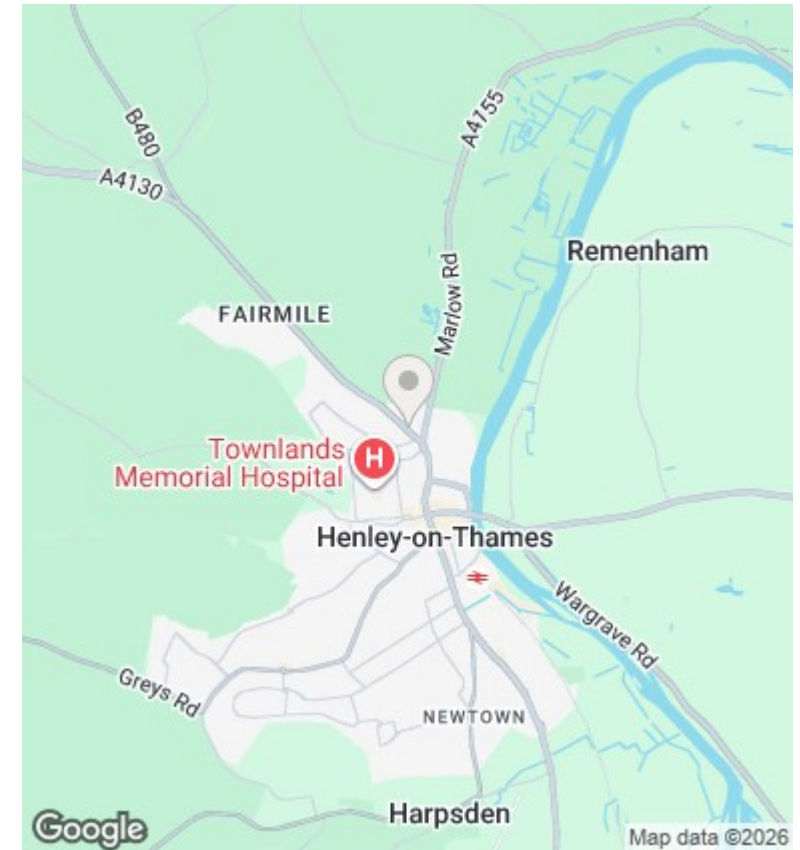 A4155
B480
A4130
Remenham
Marlow Rd
FAIRMILE
Townlands
Memorial Hospital
H
Henley-on-Thames
Wargrave Rd
Greys Rd
NEWTOWN
Harpsden
Google
Map data ©2026